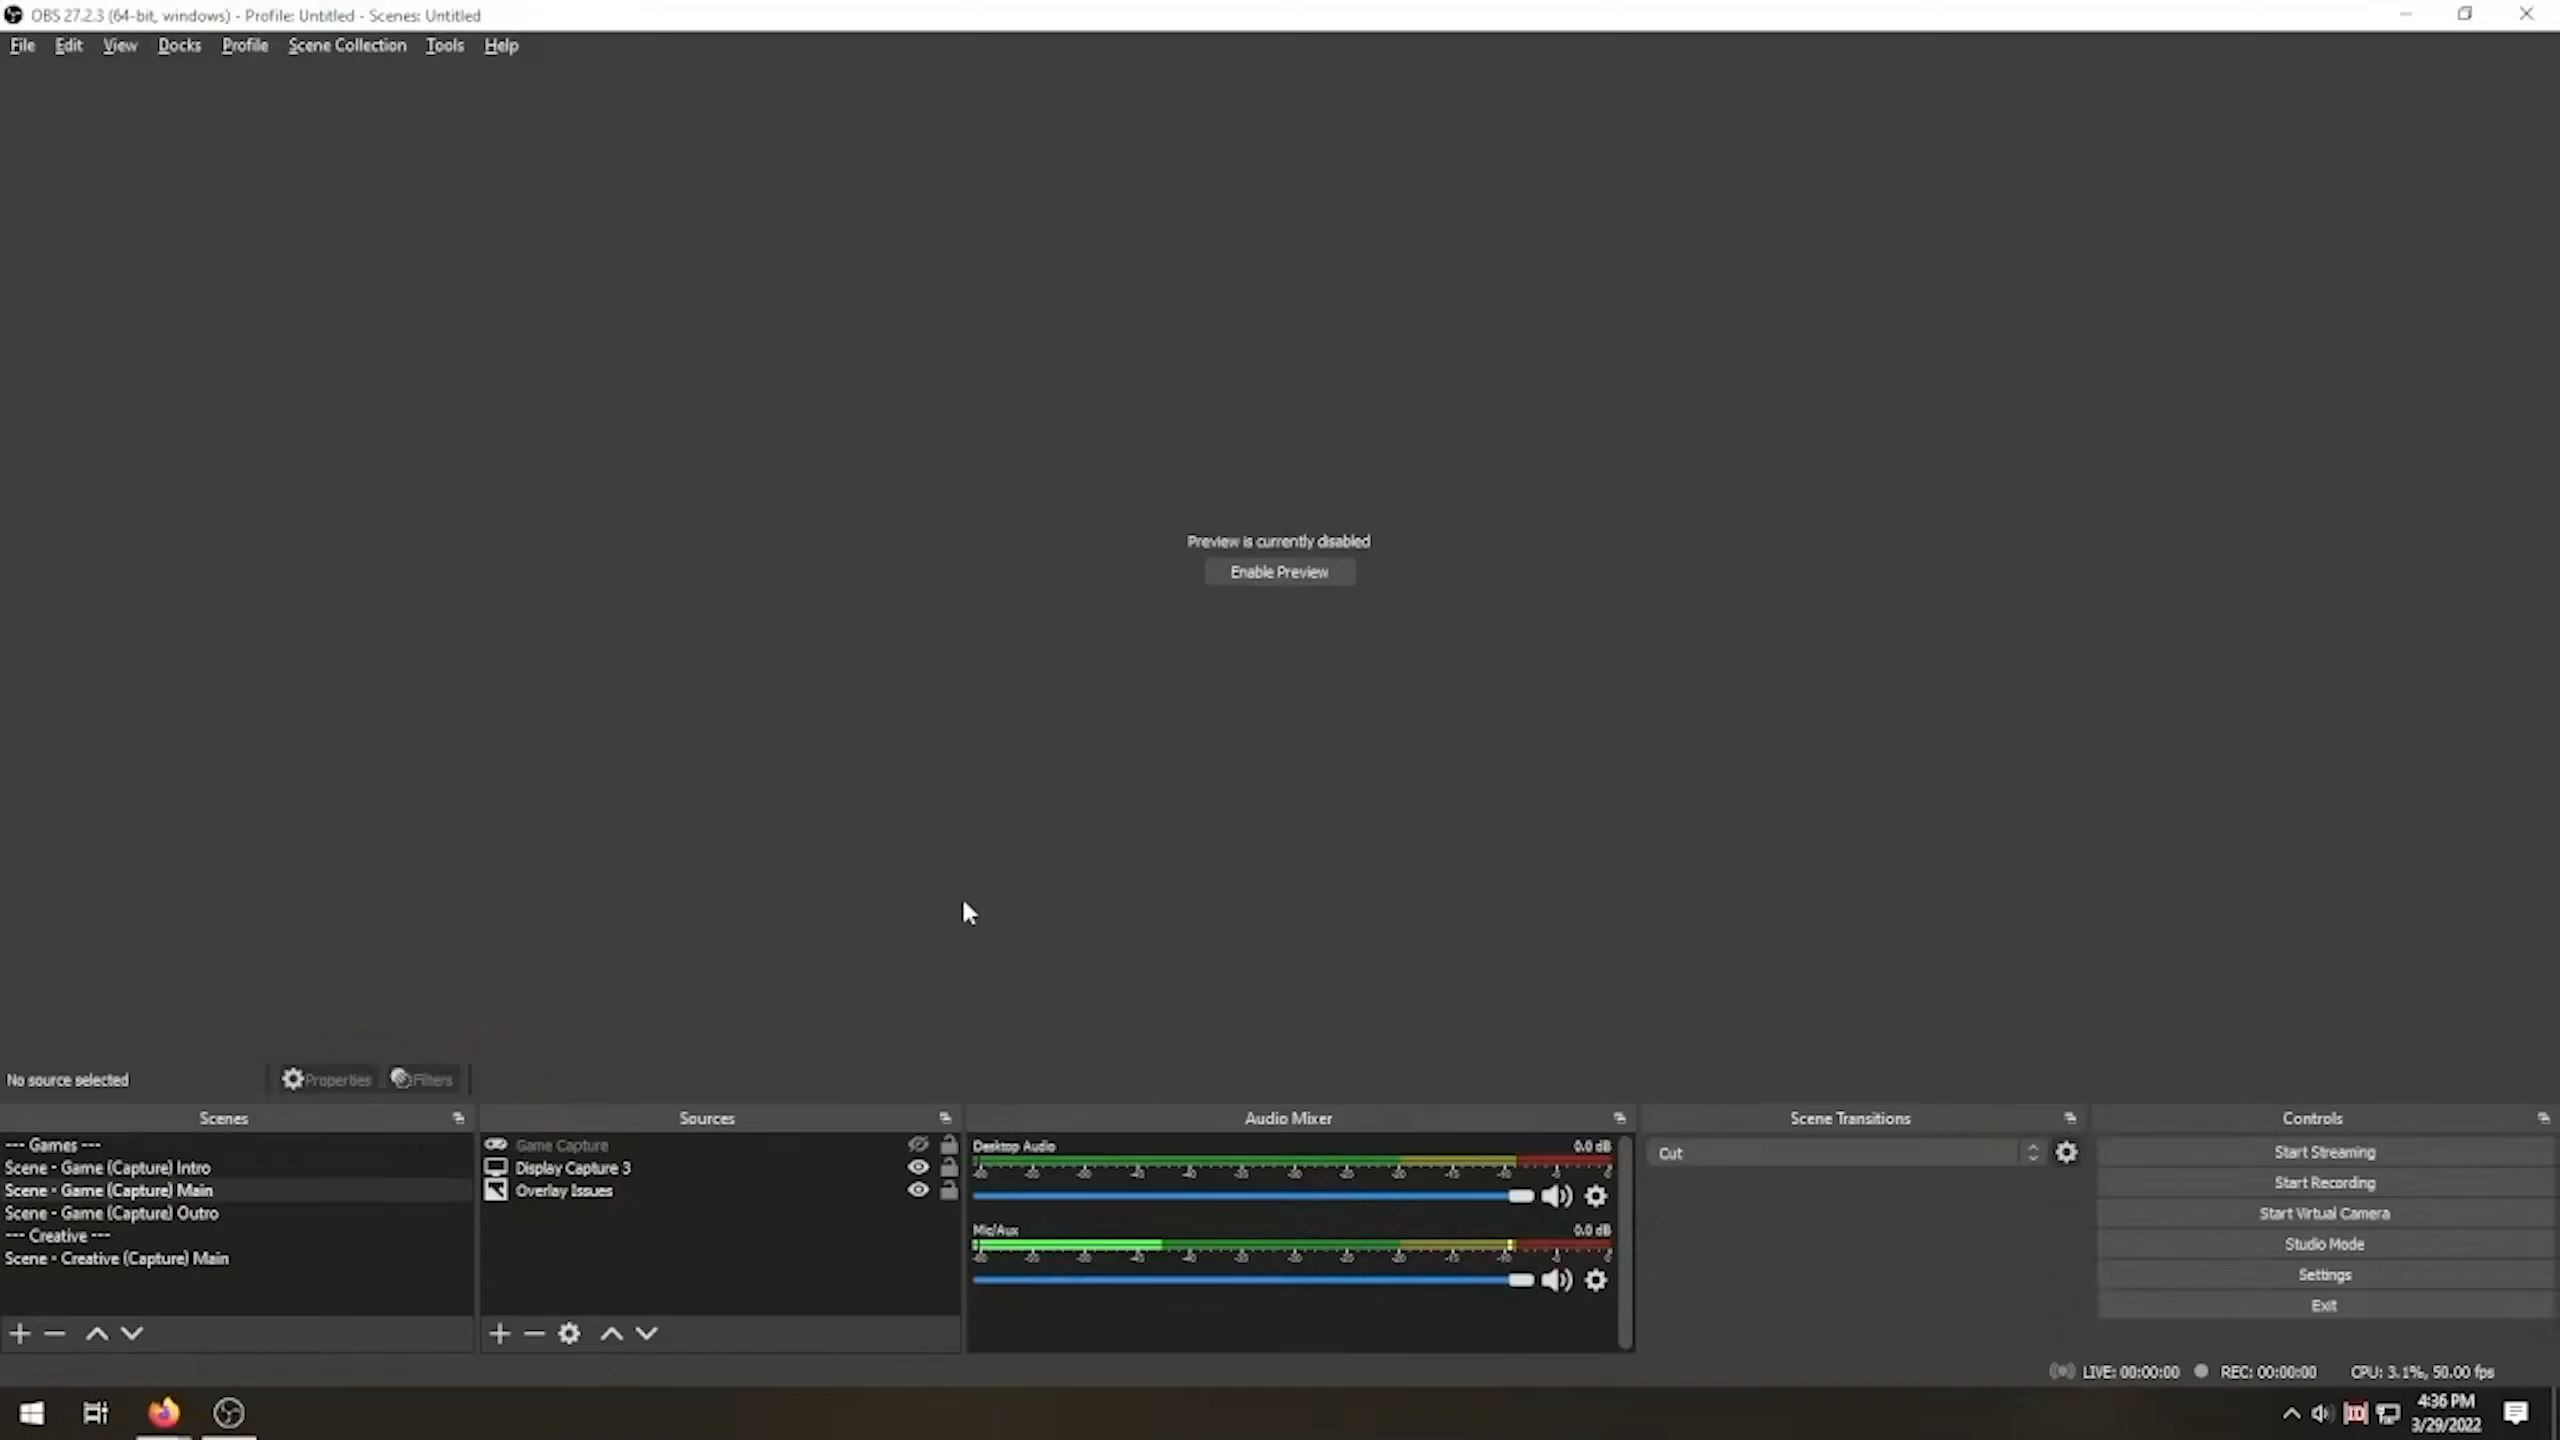 OBS 27.2.3 (64-bit, windows) - Profile: Untitled - Scenes: Untitled
File Edit View Docks Profile Scene Collection Tools Help
Preview is currently disabled
Enable Preview
No source selected Properties Filters
Scenes
--- Games ---
Scene - Game (Capture) Intro
Scene - Game (Capture) Main
Scene - Game (Capture) Outro
--- Creative ---
Scene - Creative (Capture) Main
Sources
Game Capture
Display Capture 3
Overlay Issues
Audio Mixer
Desktop Audio 0.0 dB
Mic/Aux 0.0 dB
Scene Transitions
Cut
Controls
Start Streaming
Start Recording
Start Virtual Camera
Studio Mode
Settings
Exit
LIVE: 00:00:00 REC: 00:00:00 CPU: 3.1%, 50.00 fps
4:36 PM
3/29/2022